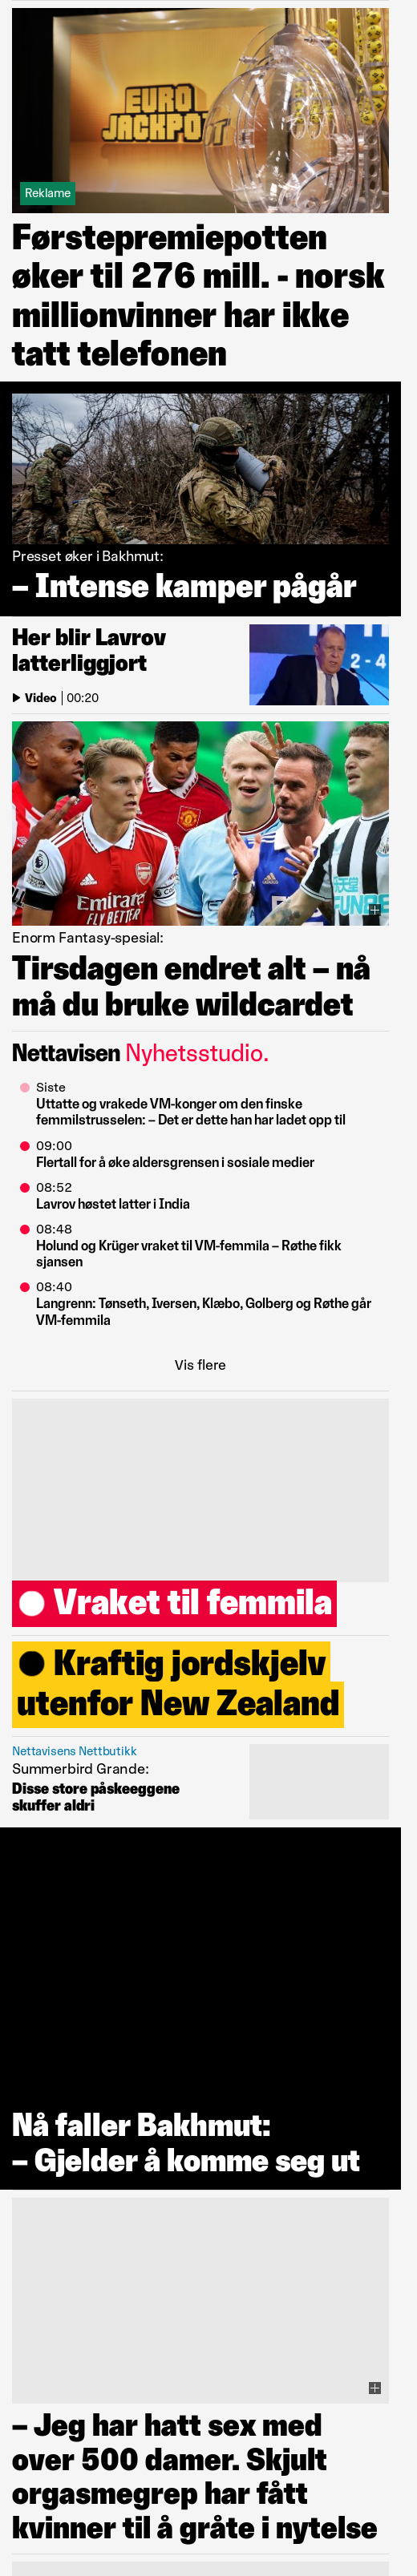 EURO
JACKPOT
Reklame
Førstepremiepotten
øker til 276 mill. - norsk
millionvinner har ikke
tatt telefonen
Presset øker i Bakhmut:
– Intense kamper pågår
Her blir Lavrov
latterliggjort
2-4
Video | 00:20
Emirates
FLY BETTER
Enorm Fantasy-spesial:
Tirsdagen endret alt – nå
må du bruke wildcardet
Nettavisen Nyhetsstudio.
Siste
Uttatte og vrakede VM-konger om den finske
femmilstrusselen: – Det er dette han har ladet opp til
09:00
Flertall for å øke aldersgrensen i sosiale medier
08:52
Lavrov høstet latter i India
08:48
Holund og Krüger vraket til VM-femmila – Røthe fikk
sjansen
08:40
Langrenn: Tønseth, Iversen, Klæbo, Golberg og Røthe går
VM-femmila
Vis flere
Vraket til femmila
Kraftig jordskjelv
utenfor New Zealand
Nettavisens Nettbutikk
Summerbird Grande:
Disse store påskeeggene
skuffer aldri
Nå faller Bakhmut:
– Gjelder å komme seg ut
– Jeg har hatt sex med
over 500 damer. Skjult
orgasmegrep har fått
kvinner til å gråte i nytelse